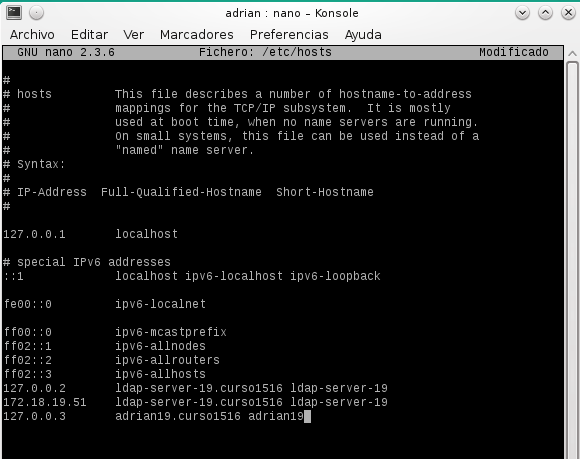 adrian : nano – Konsole
Archivo Editar Ver Marcadores Preferencias Ayuda
GNU nano 2.3.6 Fichero: /etc/hosts Modificado
#
# hosts         This file describes a number of hostname-to-address
#               mappings for the TCP/IP subsystem.  It is mostly
#               used at boot time, when no name servers are running.
#               On small systems, this file can be used instead of a
#               "named" name server.
# Syntax:
#
# IP-Address  Full-Qualified-Hostname  Short-Hostname
#
127.0.0.1       localhost
# special IPv6 addresses
::1             localhost ipv6-localhost ipv6-loopback
fe00::0         ipv6-localnet
ff00::0         ipv6-mcastprefix
ff02::1         ipv6-allnodes
ff02::2         ipv6-allrouters
ff02::3         ipv6-allhosts
127.0.0.2       ldap-server-19.curso1516 ldap-server-19
172.18.19.51    ldap-server-19.curso1516 ldap-server-19
127.0.0.3       adrian19.curso1516 adrian19